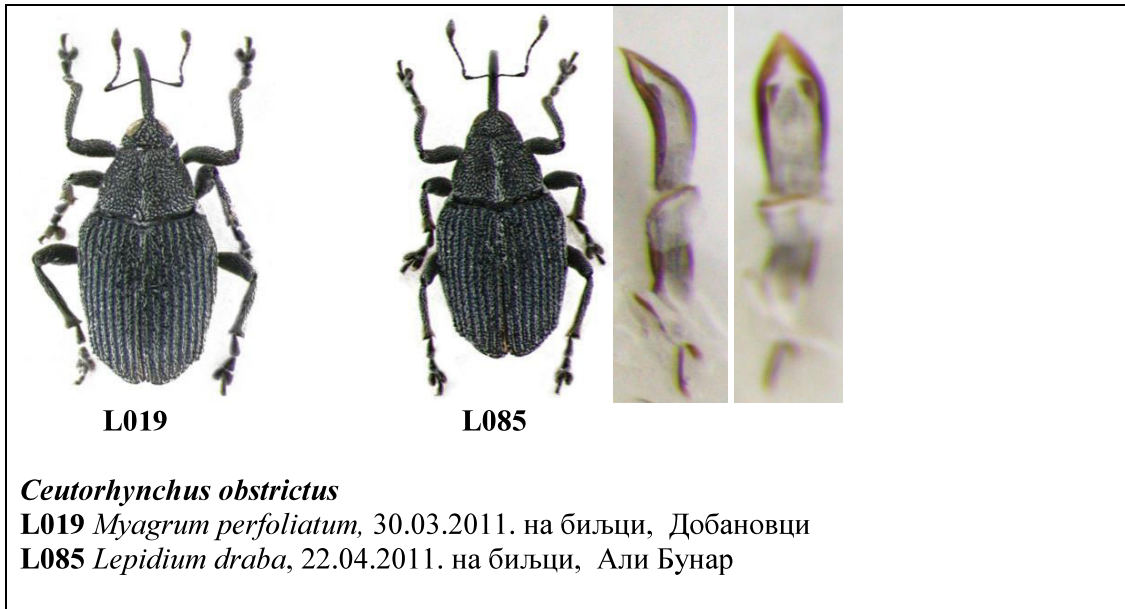 L019 L085
Ceutorhynchus obstrictus
L019 Myagrum perfoliatum, 30.03.2011. на биљци, Добановци
L085 Lepidium draba, 22.04.2011. на биљци, Али Бунар